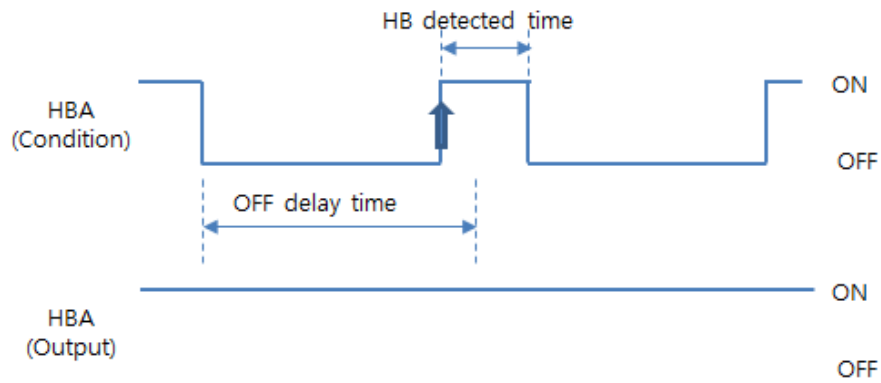 HB detected time
HBA
(Condition)
ON
OFF
OFF delay time
HBA
(Output)
ON
OFF